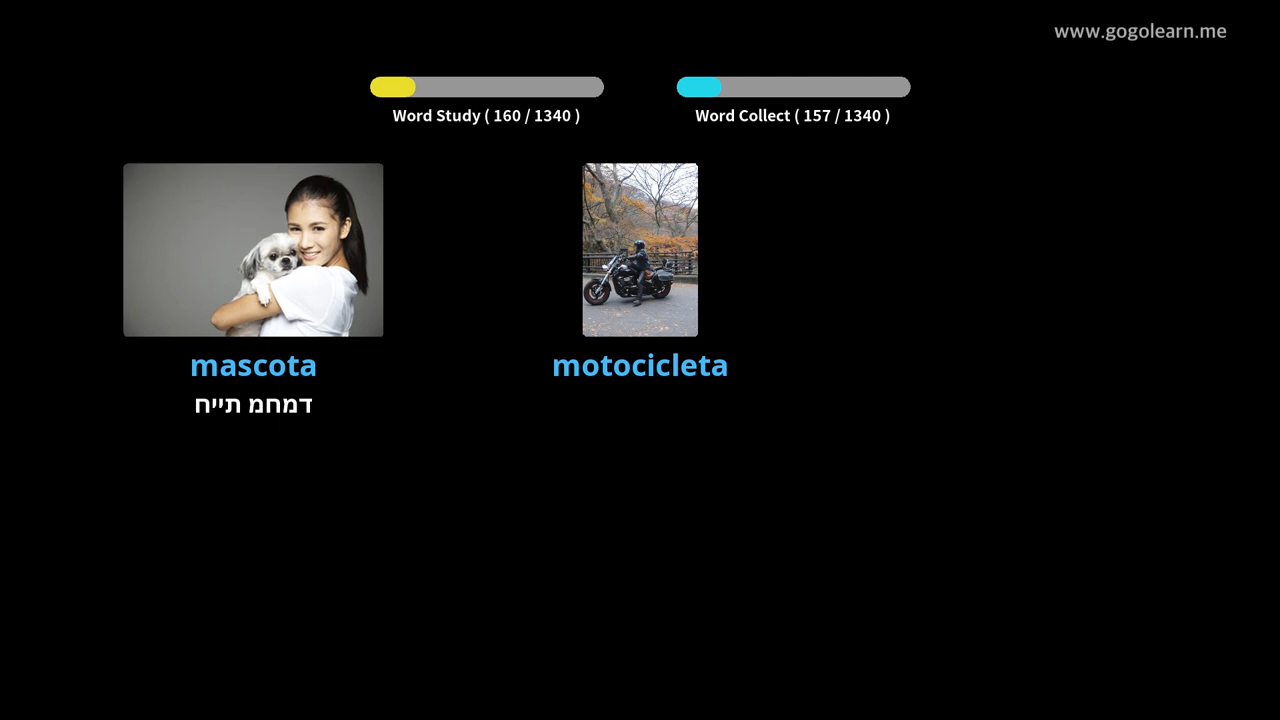 www.gogolearn.me
Word Study ( 160 / 1340 )
Word Collect ( 157 / 1340 )
mascota
motocicleta
דמחמ תייח